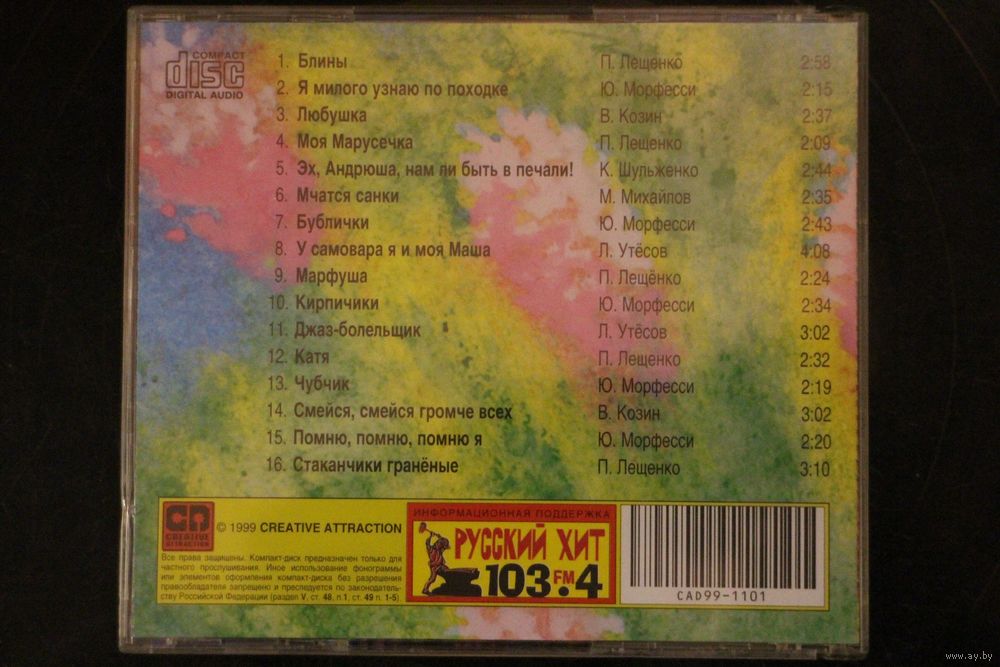 COMPACT
disc
DIGITAL AUDIO
1. Блины П. Лещенко 2:58
2. Я милого узнаю по походке Ю. Морфесси 2:15
3. Любушка В. Козин 2:37
4. Моя Марусечка П. Лещенко 2:09
5. Эх, Андрюша, нам ли быть в печали! К. Шульженко 2:44
6. Мчатся санки М. Михайлов 2:35
7. Бублички Ю. Морфесси 2:43
8. У самовара я и моя Маша Л. Утёсов 4:08
9. Марфуша П. Лещёнко 2:24
10. Кирпичики Ю. Морфесси 2:34
11. Джаз-болельщик Л. Утёсов 3:02
12. Катя П. Лещенко 2:32
13. Чубчик Ю. Морфесси 2:19
14. Смейся, смейся громче всех В. Козин 3:02
15. Помню, помню, помню я Ю. Морфесси 2:20
16. Стаканчики гранёные П. Лещенко 3:10
CD
CREATIVE
ATTRACTION
© 1999 CREATIVE ATTRACTION
Все права защищены. Компакт-диск предназначен только для
частного прослушивания. Иное использование фонограммы
или элементов оформления компакт-диска без разрешения
правообладателя запрещено и преследуется по законодатель-
ству Российской Федерации (раздел V, ст. 48, п.1, ст. 49 п. 1-5)
ИНФОРМАЦИОННАЯ ПОДДЕРЖКА
РУССКИЙ ХИТ
103.FM4
CAD99-1101
www.ay.by